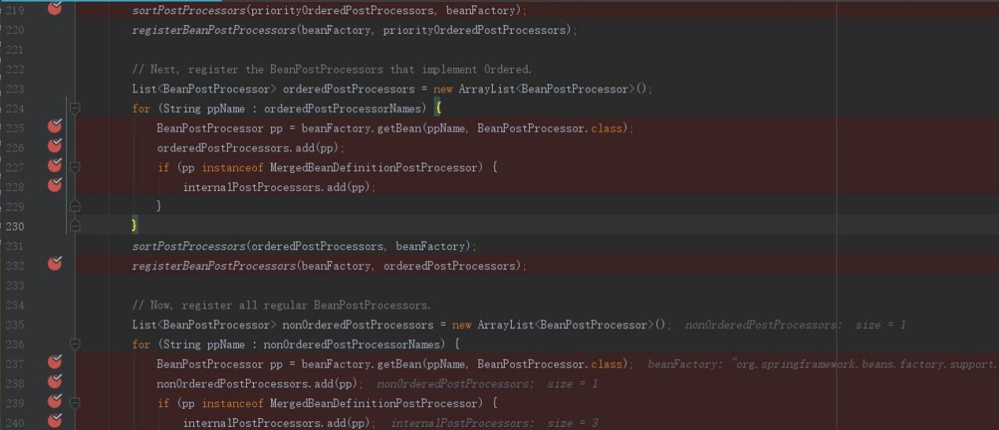 219 sortPostProcessors(priorityOrderedPostProcessors, beanFactory);
220 registerBeanPostProcessors(beanFactory, priorityOrderedPostProcessors);
221
222 // Next, register the BeanPostProcessors that implement Ordered.
223 List<BeanPostProcessor> orderedPostProcessors = new ArrayList<BeanPostProcessor>();
224 for (String ppName : orderedPostProcessorNames) {
225 BeanPostProcessor pp = beanFactory.getBean(ppName, BeanPostProcessor.class);
226 orderedPostProcessors.add(pp);
227 if (pp instanceof MergedBeanDefinitionPostProcessor) {
228 internalPostProcessors.add(pp);
229 }
230 }
231 sortPostProcessors(orderedPostProcessors, beanFactory);
232 registerBeanPostProcessors(beanFactory, orderedPostProcessors);
233
234 // Now, register all regular BeanPostProcessors.
235 List<BeanPostProcessor> nonOrderedPostProcessors = new ArrayList<BeanPostProcessor>(); nonOrderedPostProcessors: size = 1
236 for (String ppName : nonOrderedPostProcessorNames) {
237 BeanPostProcessor pp = beanFactory.getBean(ppName, BeanPostProcessor.class); beanFactory: "org.springframework.beans.factory.support.
238 nonOrderedPostProcessors.add(pp); nonOrderedPostProcessors: size = 1
239 if (pp instanceof MergedBeanDefinitionPostProcessor) {
240 internalPostProcessors.add(pp); internalPostProcessors: size = 3